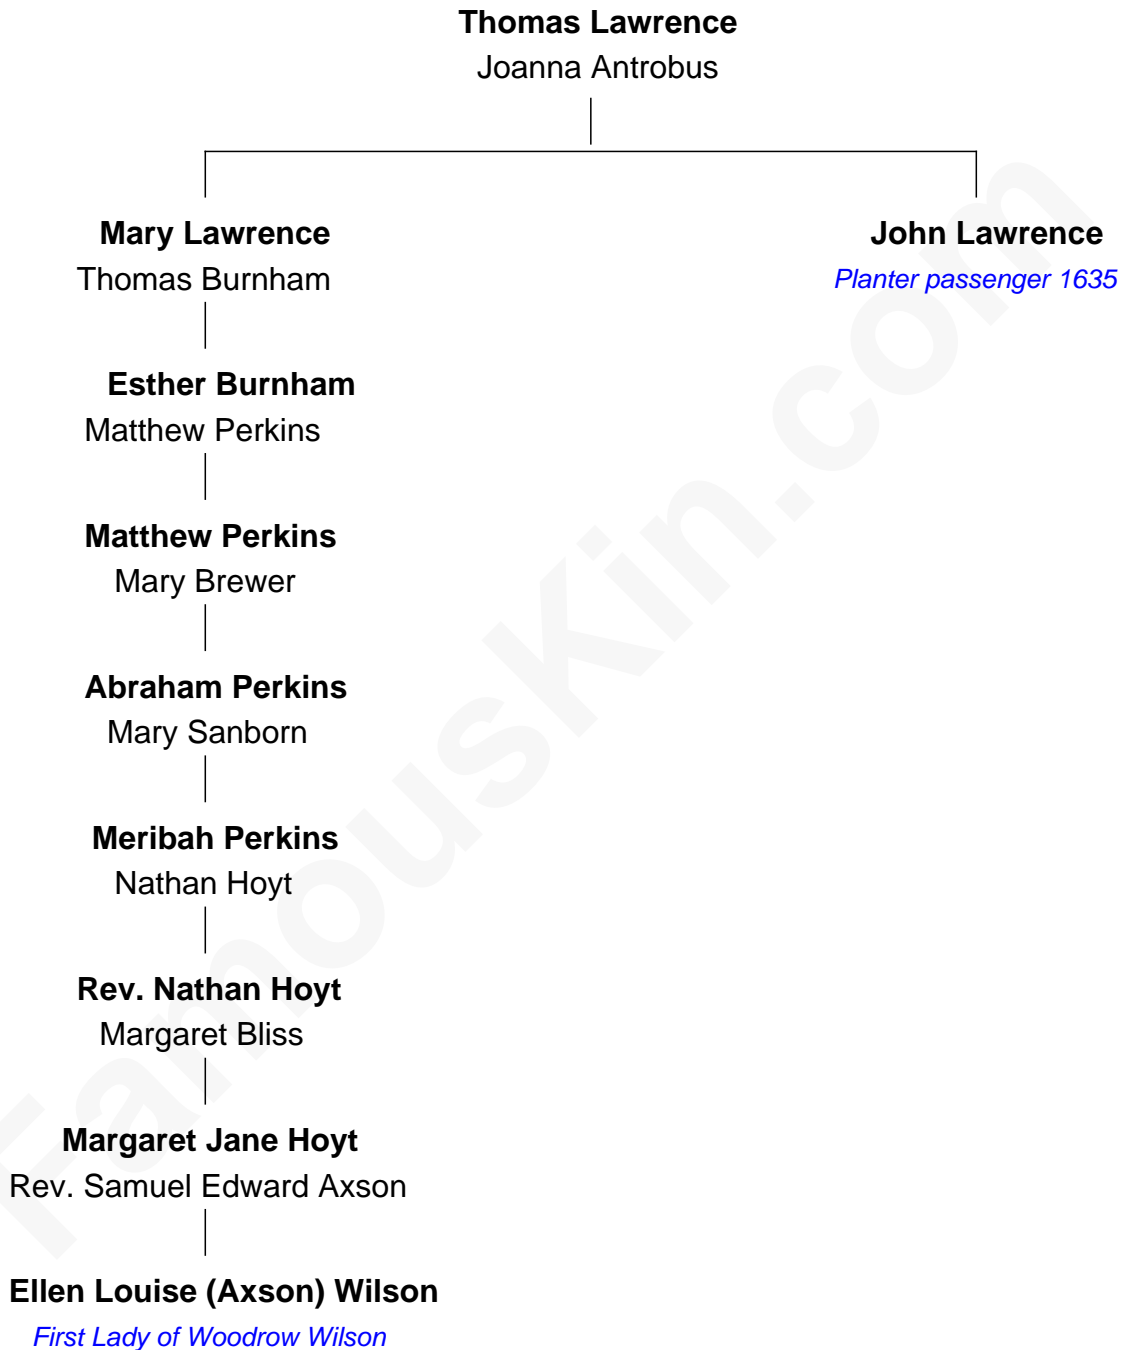 Thomas Lawrence
Joanna Antrobus
Mary Lawrence
Thomas Burnham
John Lawrence
Planter passenger 1635
Esther Burnham
Matthew Perkins
Matthew Perkins
Mary Brewer
Abraham Perkins
Mary Sanborn
Meribah Perkins
Nathan Hoyt
Rev. Nathan Hoyt
Margaret Bliss
Margaret Jane Hoyt
Rev. Samuel Edward Axson
Ellen Louise (Axson) Wilson
First Lady of Woodrow Wilson
FamousKin.com